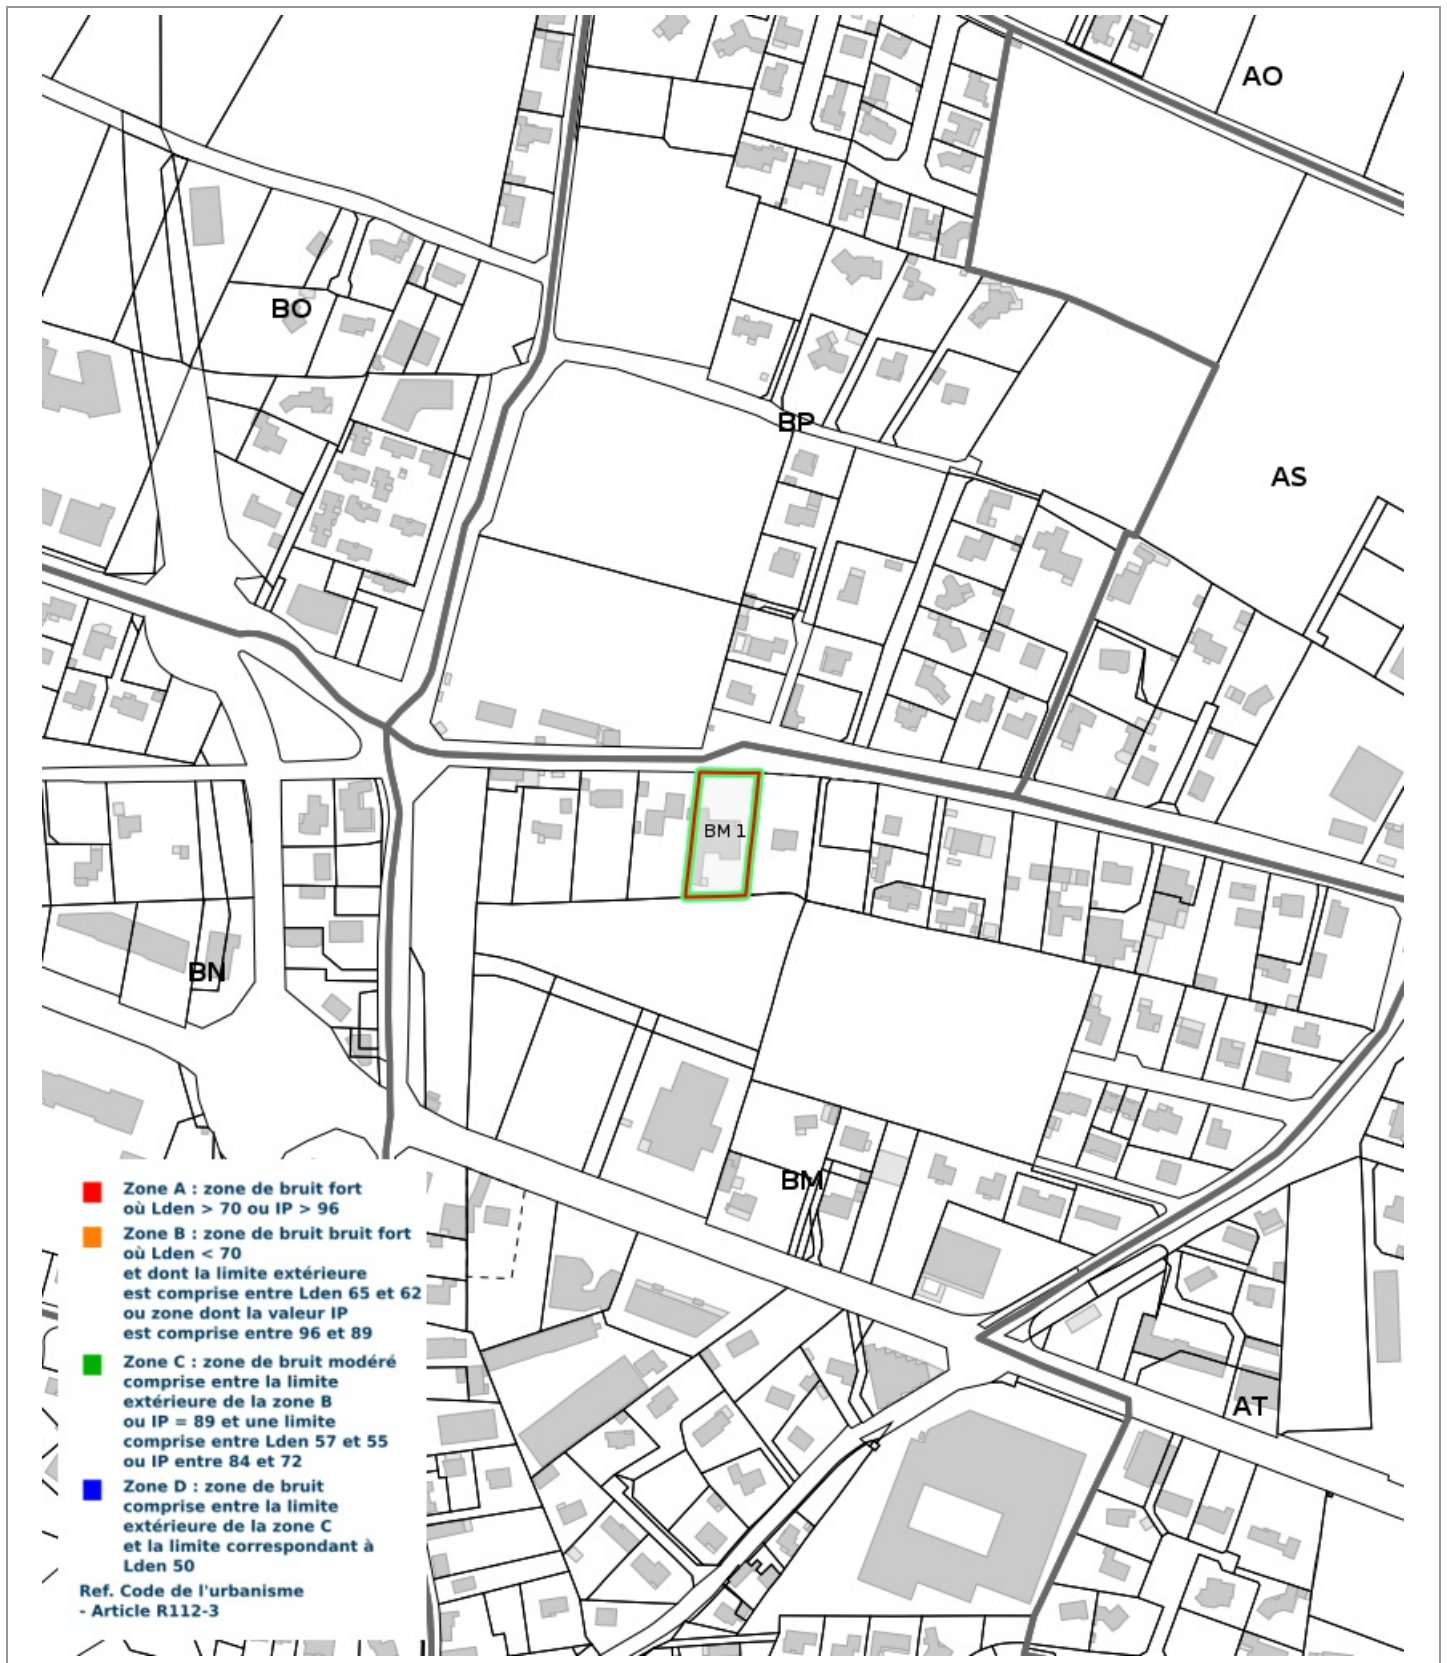 AO
BO
BP
AS
BM 1
BN
BM
AT
Zone A : zone de bruit fort
où Lden > 70 ou IP > 96
Zone B : zone de bruit bruit fort
où Lden < 70
et dont la limite extérieure
est comprise entre Lden 65 et 62
ou zone dont la valeur IP
est comprise entre 96 et 89
Zone C : zone de bruit modéré
comprise entre la limite
extérieure de la zone B
ou IP = 89 et une limite
comprise entre Lden 57 et 55
ou IP entre 84 et 72
Zone D : zone de bruit
comprise entre la limite
extérieure de la zone C
et la limite correspondant à
Lden 50
Ref. Code de l'urbanisme
- Article R112-3